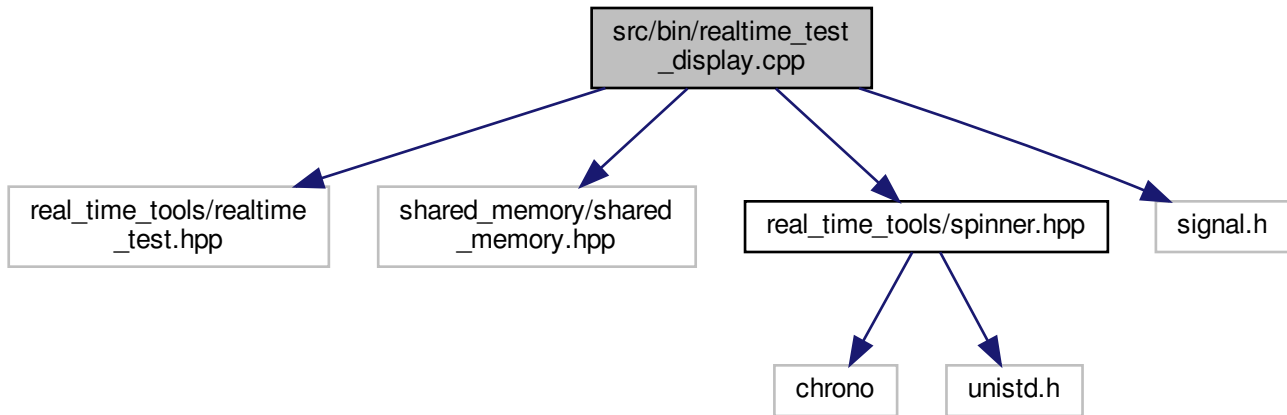 src/bin/realtime_test
_display.cpp
real_time_tools/realtime
_test.hpp
shared_memory/shared
_memory.hpp
real_time_tools/spinner.hpp
signal.h
chrono
unistd.h